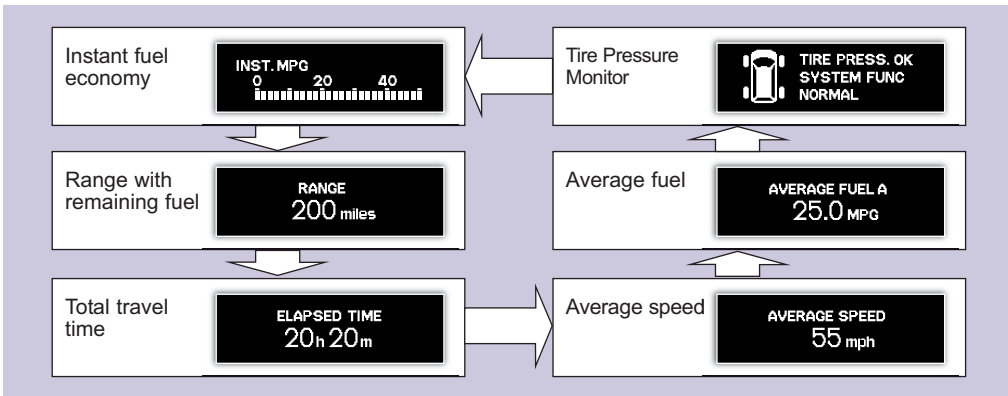 Instant fuel
economy
INST. MPG
0 20 40
Tire Pressure
Monitor
TIRE PRESS. OK
SYSTEM FUNC
NORMAL
Range with
remaining fuel
RANGE
200 miles
Average fuel
AVERAGE FUEL A
25.0 MPG
Total travel
time
ELAPSED TIME
20h 20m
Average speed
AVERAGE SPEED
55 mph